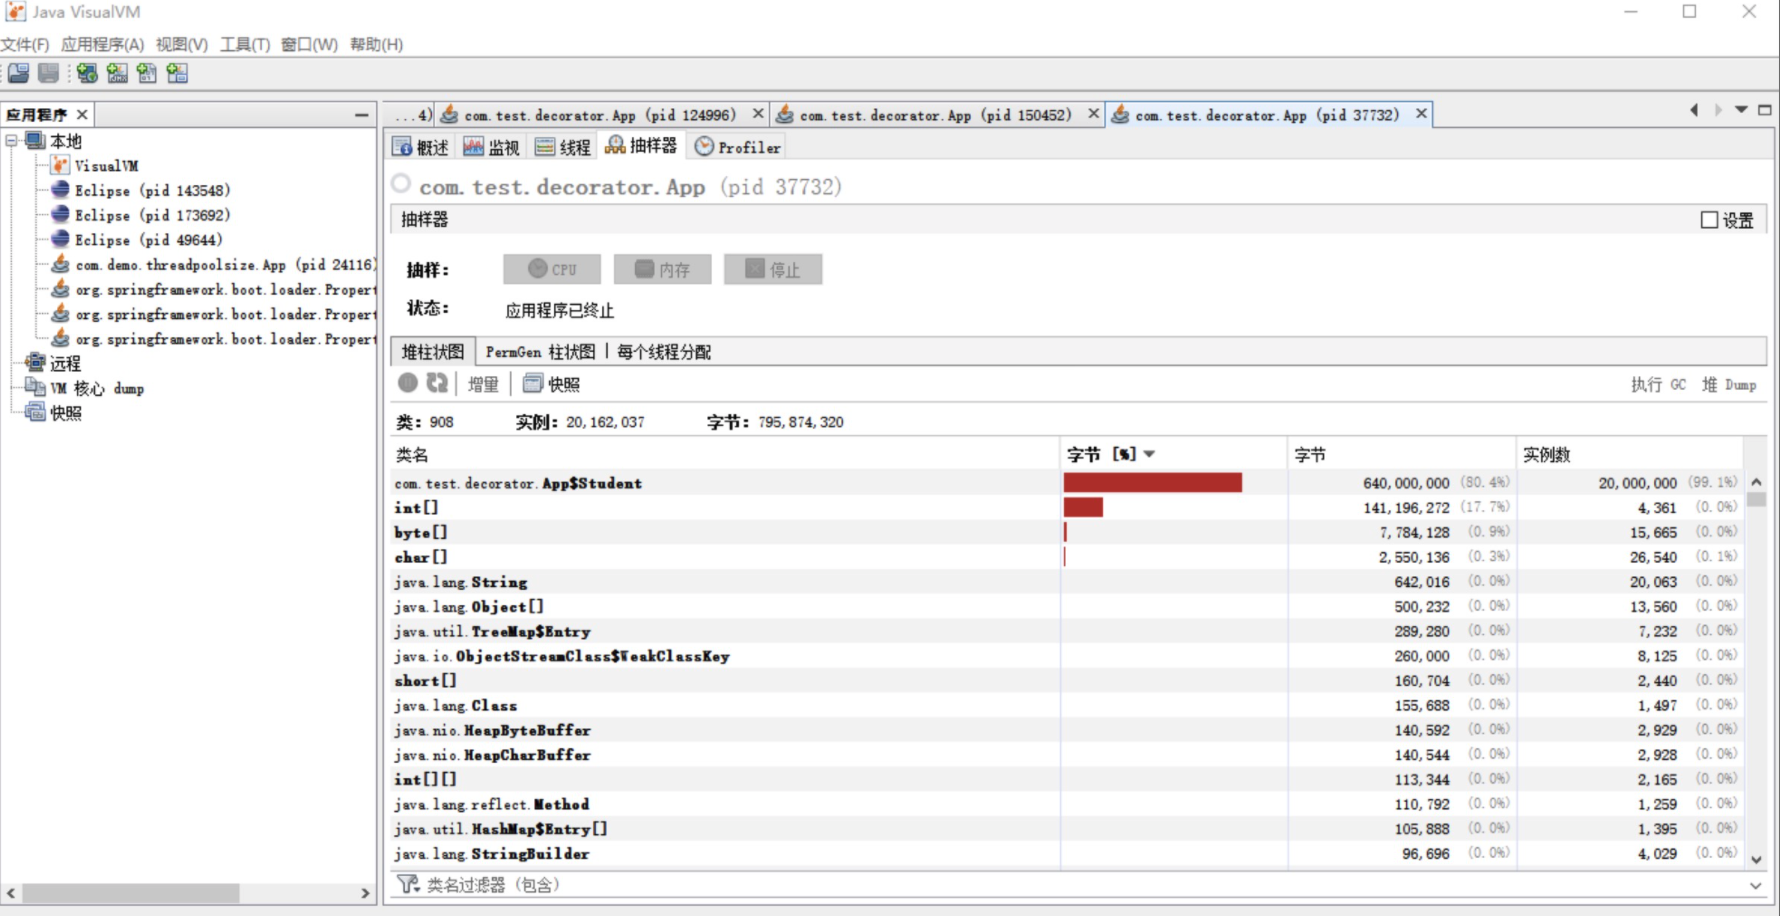 Java VisualVM
文件(F) 应用程序(A) 视图(V) 工具(T) 窗口(W) 帮助(H)
应用程序
本地
VisualVM
Eclipse (pid 143548)
Eclipse (pid 173692)
Eclipse (pid 49644)
com.demo.threadpoolsize.App (pid 24116)
org.springframework.boot.loader.Propert
org.springframework.boot.loader.Propert
org.springframework.boot.loader.Propert
远程
VM 核心 dump
快照
...4) com.test.decorator.App (pid 124996) com.test.decorator.App (pid 150452) com.test.decorator.App (pid 37732)
概述 监视 线程 抽样器 Profiler
com.test.decorator.App (pid 37732)
抽样器 设置
抽样: CPU 内存 停止
状态: 应用程序已终止
堆柱状图 PermGen 柱状图 | 每个线程分配
增量 快照 执行 GC 堆 Dump
类: 908 实例: 20,162,037 字节: 795,874,320
类名 字节 [%] 字节 实例数
com.test.decorator.App$Student 640,000,000 (80.4%) 20,000,000 (99.1%)
int[] 141,196,272 (17.7%) 4,361 (0.0%)
byte[] 7,784,128 (0.9%) 15,665 (0.0%)
char[] 2,550,136 (0.3%) 26,540 (0.1%)
java.lang.String 642,016 (0.0%) 20,063 (0.0%)
java.lang.Object[] 500,232 (0.0%) 13,560 (0.0%)
java.util.TreeMap$Entry 289,280 (0.0%) 7,232 (0.0%)
java.io.ObjectStreamClass$WeakClassKey 260,000 (0.0%) 8,125 (0.0%)
short[] 160,704 (0.0%) 2,440 (0.0%)
java.lang.Class 155,688 (0.0%) 1,497 (0.0%)
java.nio.HeapByteBuffer 140,592 (0.0%) 2,929 (0.0%)
java.nio.HeapCharBuffer 140,544 (0.0%) 2,928 (0.0%)
int[][] 113,344 (0.0%) 2,165 (0.0%)
java.lang.reflect.Method 110,792 (0.0%) 1,259 (0.0%)
java.util.HashMap$Entry[] 105,888 (0.0%) 1,395 (0.0%)
java.lang.StringBuilder 96,696 (0.0%) 4,029 (0.0%)
类名过滤器 (包含)